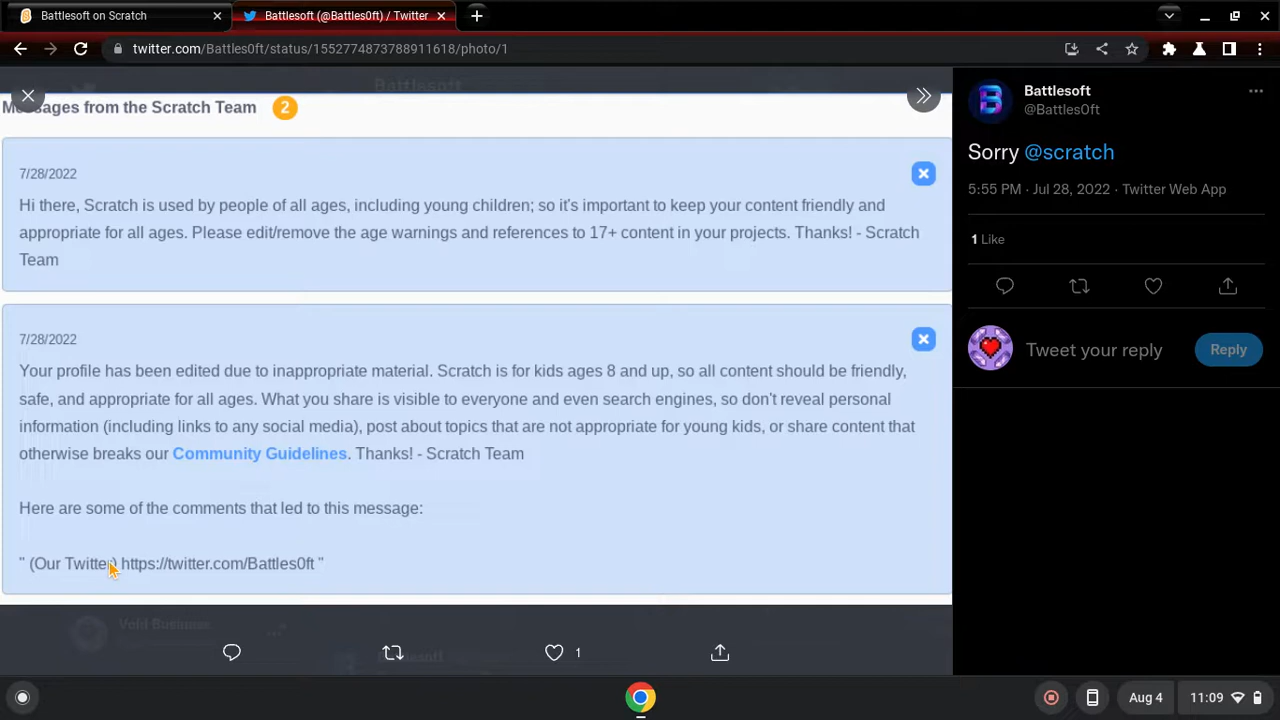 Battlesoft on Scratch
Battlesoft (@Battles0ft) / Twitter
twitter.com/Battles0ft/status/1552774873788911618/photo/1
Battlesoft
Messages from the Scratch Team 2
7/28/2022
Hi there, Scratch is used by people of all ages, including young children; so it's important to keep your content friendly and
appropriate for all ages. Please edit/remove the age warnings and references to 17+ content in your projects. Thanks! - Scratch
Team
7/28/2022
Your profile has been edited due to inappropriate material. Scratch is for kids ages 8 and up, so all content should be friendly,
safe, and appropriate for all ages. What you share is visible to everyone and even search engines, so don't reveal personal
information (including links to any social media), post about topics that are not appropriate for young kids, or share content that
otherwise breaks our Community Guidelines. Thanks! - Scratch Team
Here are some of the comments that led to this message:
" (Our Twitter) https://twitter.com/Battles0ft "
1
Battlesoft
@Battles0ft
Sorry @scratch
5:55 PM · Jul 28, 2022 · Twitter Web App
1 Like
Tweet your reply
Reply
Aug 4
11:09